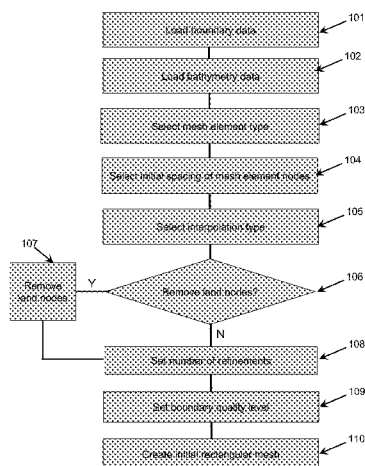 101
Load boundary data
102
Load bathymetry data
103
Select mesh element type
104
Select initial spacing of mesh element nodes
105
Select interpolation type
107
106
Remove land nodes?
Y
Remove
land nodes
N
108
Set number of refinements
109
Set boundary quality level
110
Create initial rectangular mesh